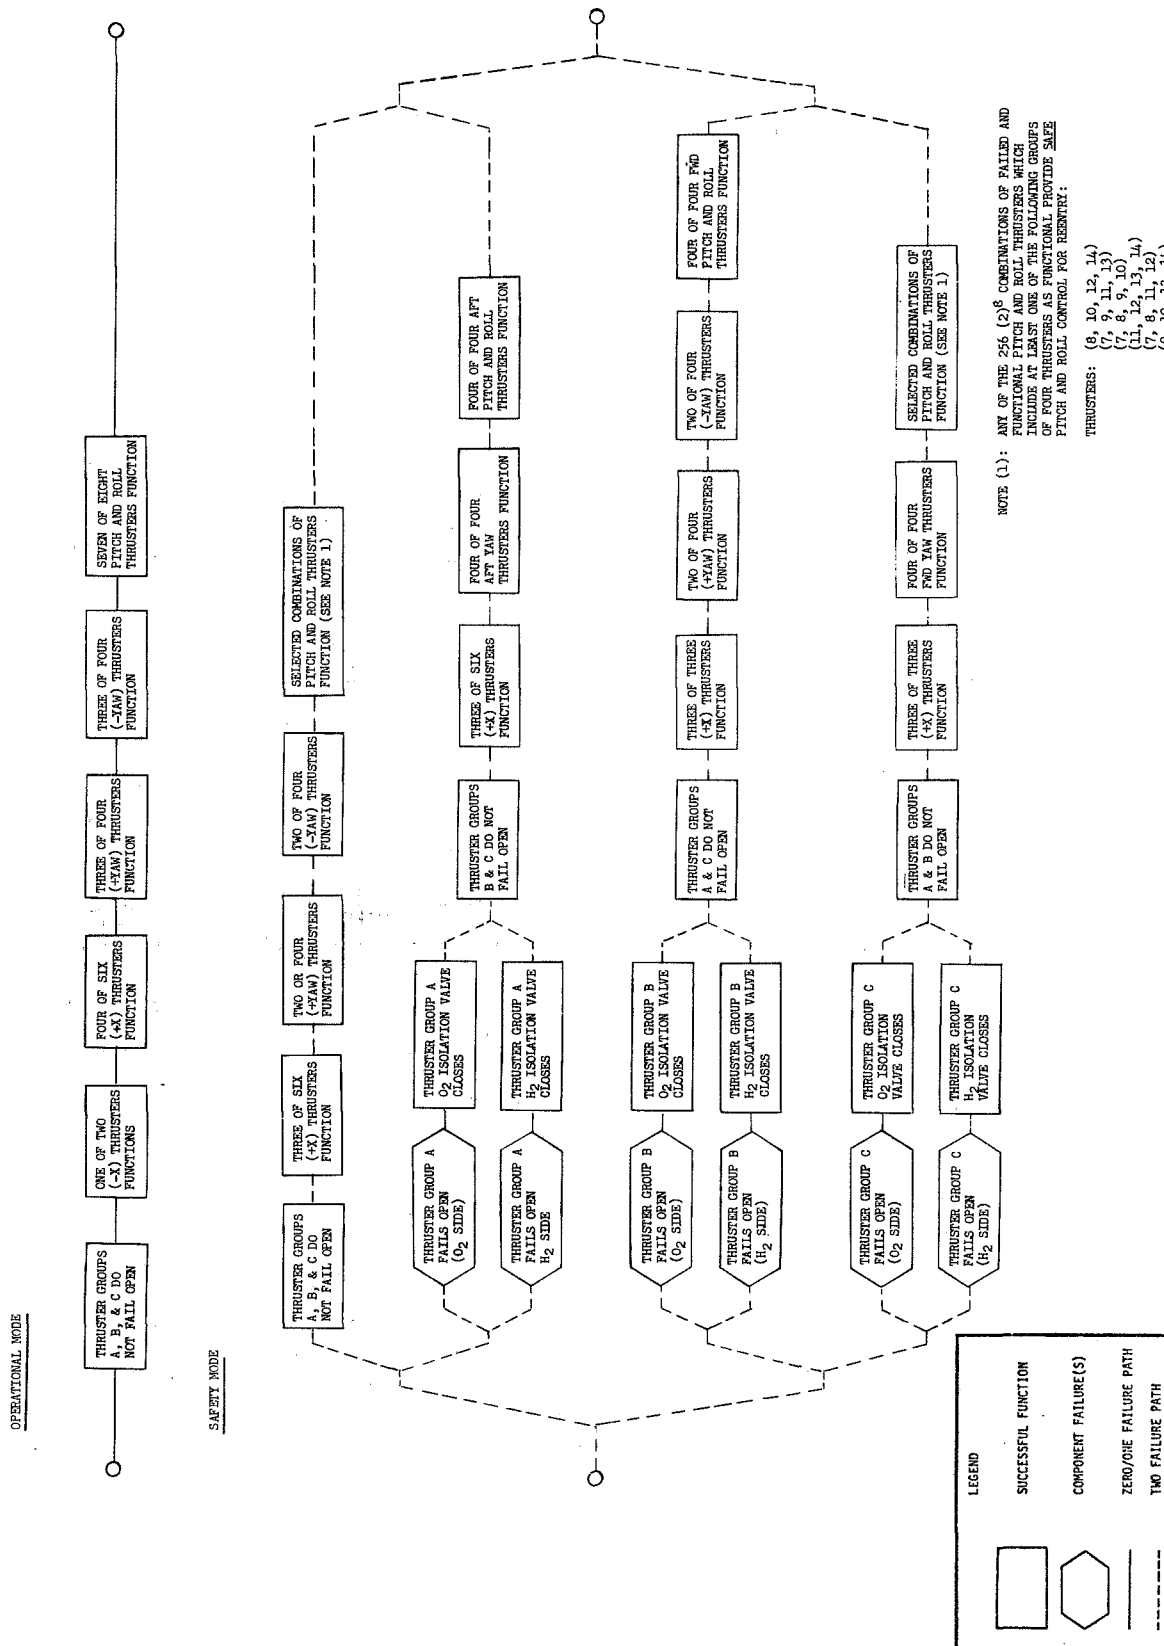 OPERATIONAL MODE
THRUSTER GROUPS
A, B, & C DO
NOT FAIL OPEN
ONE OF TWO
(-X) THRUSTERS
FUNCTIONS
FOUR OF SIX
(+X) THRUSTERS
FUNCTION
THREE OF FOUR
(+YAW) THRUSTERS
FUNCTION
THREE OF FOUR
(-YAW) THRUSTERS
FUNCTION
SEVEN OF EIGHT
PITCH AND ROLL
THRUSTERS FUNCTION
SAFETY MODE
THRUSTER GROUPS
A, B, & C DO
NOT FAIL OPEN
THREE OF SIX
(+X) THRUSTERS
FUNCTION
TWO OR FOUR
(+YAW) THRUSTERS
FUNCTION
TWO OF FOUR
(-YAW) THRUSTERS
FUNCTION
SELECTED COMBINATIONS OF
PITCH AND ROLL THRUSTERS
FUNCTION (SEE NOTE 1)
THRUSTER GROUP A
FAILS OPEN
(O2 SIDE)
THRUSTER GROUP A
O2 ISOLATION VALVE
CLOSES
THRUSTER GROUP A
FAILS OPEN
H2 SIDE
THRUSTER GROUP A
H2 ISOLATION VALVE
CLOSES
THRUSTER GROUPS
B & C DO NOT
FAIL OPEN
THREE OF SIX
(+X) THRUSTERS
FUNCTION
FOUR OF FOUR
AFT YAW
THRUSTERS FUNCTION
FOUR OF FOUR AFT
PITCH AND ROLL
THRUSTERS FUNCTION
THRUSTER GROUP B
FAILS OPEN
(O2 SIDE)
THRUSTER GROUP B
O2 ISOLATION VALVE
CLOSES
THRUSTER GROUP B
FAILS OPEN
(H2 SIDE)
THRUSTER GROUP B
H2 ISOLATION VALVE
CLOSES
THRUSTER GROUPS
A & C DO NOT
FAIL OPEN
THREE OF THREE
(+X) THRUSTERS
FUNCTION
TWO OF FOUR
(+YAW) THRUSTERS
FUNCTION
TWO OF FOUR
(-YAW) THRUSTERS
FUNCTION
FOUR OF FOUR FWD
PITCH AND ROLL
THRUSTERS FUNCTION
THRUSTER GROUP C
FAILS OPEN
(O2 SIDE)
THRUSTER GROUP C
O2 ISOLATION
VALVE CLOSES
THRUSTER GROUP C
FAILS OPEN
(H2 SIDE)
THRUSTER GROUP C
H2 ISOLATION
VALVE CLOSES
THRUSTER GROUPS
A & B DO NOT
FAIL OPEN
THREE OF THREE
(+X) THRUSTERS
FUNCTION
FOUR OF FOUR
FWD YAW THRUSTERS
FUNCTION
SELECTED COMBINATIONS OF
PITCH AND ROLL THRUSTERS
FUNCTION (SEE NOTE 1)
NOTE (1): ANY OF THE 256 (2)8 COMBINATIONS OF FAILED AND
FUNCTIONAL PITCH AND ROLL THRUSTERS WHICH
INCLUDE AT LEAST ONE OF THE FOLLOWING GROUPS
OF FOUR THRUSTERS AS FUNCTIONAL PROVIDE SAFE
PITCH AND ROLL CONTROL FOR REENTRY:
THRUSTERS: (8, 10, 12, 14)
(7, 9, 11, 13)
(7, 8, 9, 10)
(11, 12, 13, 14)
(7, 8, 11, 12)
LEGEND
SUCCESSFUL FUNCTION
COMPONENT FAILURE(S)
ZERO/ONE FAILURE PATH
TWO FAILURE PATH